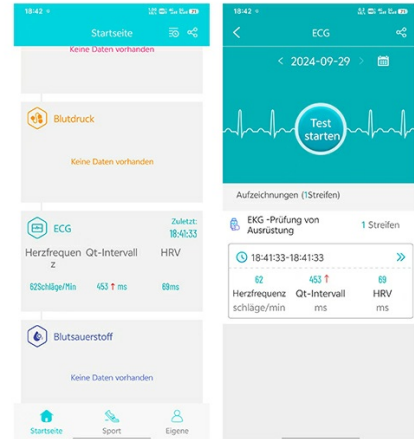 18:42
Startseite
Keine Daten vorhanden
Blutdruck
Keine Daten vorhanden
ECG
Zuletzt:
18:41:33
Herzfrequen
z
Qt-Intervall
HRV
62Schläge/Min
453 ↑ ms
69ms
Blutsauerstoff
Keine Daten vorhanden
Startseite
Sport
Eigene
18:42
ECG
< 2024-09-29 >
Test
starten
Aufzeichnungen (1Streifen)
EKG -Prüfung von
Ausrüstung
1 Streifen
18:41:33-18:41:33
62
453 ↑
69
Herzfrequenz
Qt-Intervall
HRV
schläge/min
ms
ms